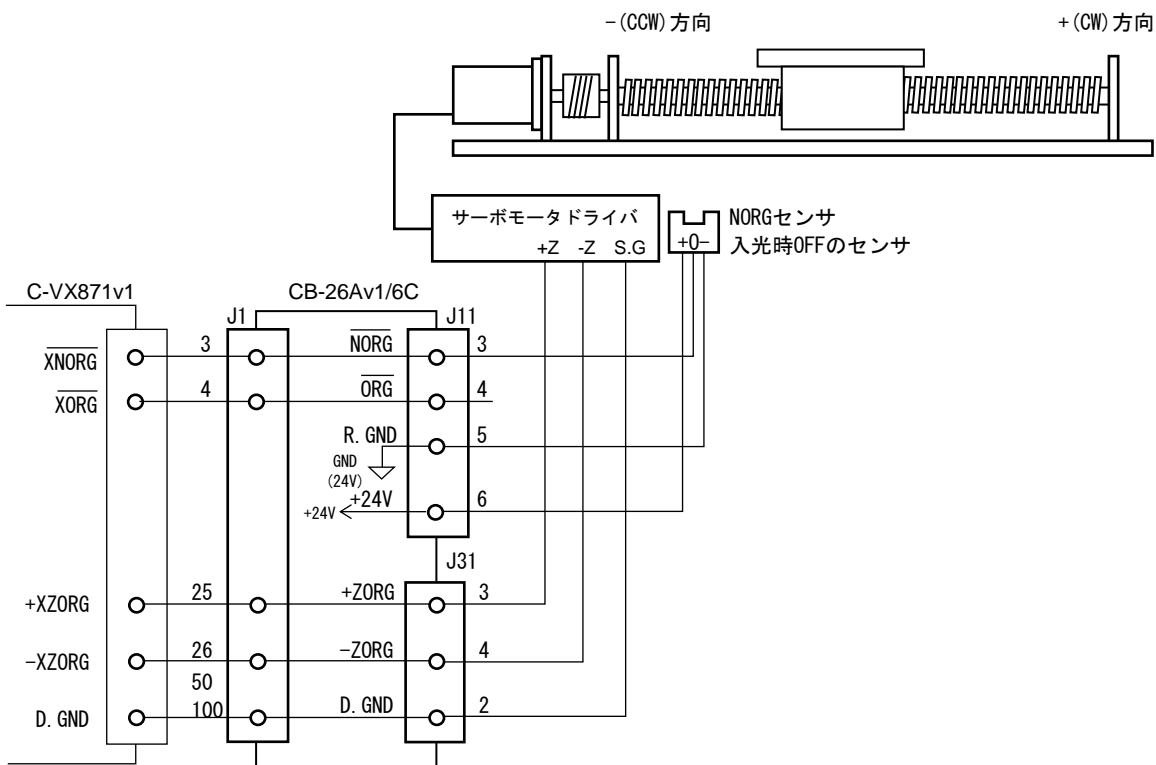 -(CCW)方向
+(CW)方向
サーボモータドライバ
+Z -Z S.G
+O-
NORGセンサ
入光時OFFのセンサ
C-VX871v1
CB-26Av1/6C
J1
J11
XNORG
3
NORG
3
XORG
4
ORG
4
R.GND
5
GND
(24V)
+24V
+24V
6
J31
+XZORG
25
+ZORG
3
-XZORG
26
-ZORG
4
50
D.GND
100
D.GND
2